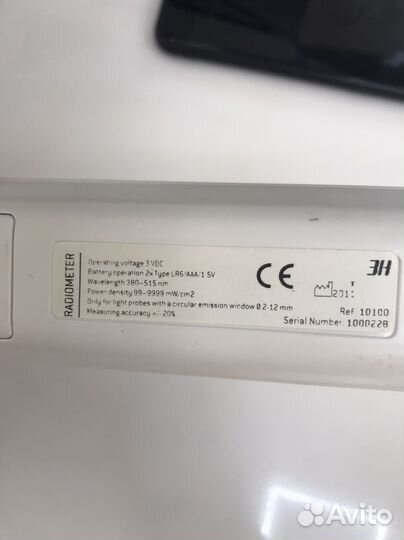 RADIOMETER
Operating voltage 3 VDC
Battery operation 2x Type LR6/AAA/1.5V
Wavelength 380-515 nm
Power density 99-9999 mW/cm2
Only for light probes with a circular emission window Ø 2-12 mm
Measuring accuracy +/- 20%
CE
2011
3H
Ref 10100
Serial Number: 1000228
Avito